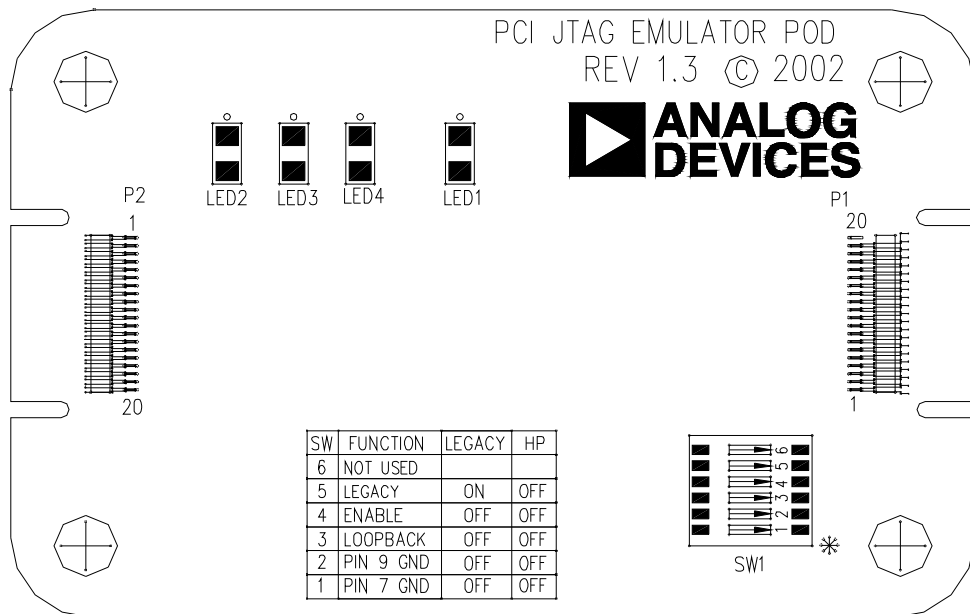 PCI JTAG EMULATOR POD
REV 1.3 © 2002
ANALOG
DEVICES
LED2 LED3 LED4 LED1
P2
1
20
P1
20
1
SW FUNCTION LEGACY HP
6 NOT USED
5 LEGACY ON OFF
4 ENABLE OFF OFF
3 LOOPBACK OFF OFF
2 PIN 9 GND OFF OFF
1 PIN 7 GND OFF OFF
6
5
4
3
2
1
SW1